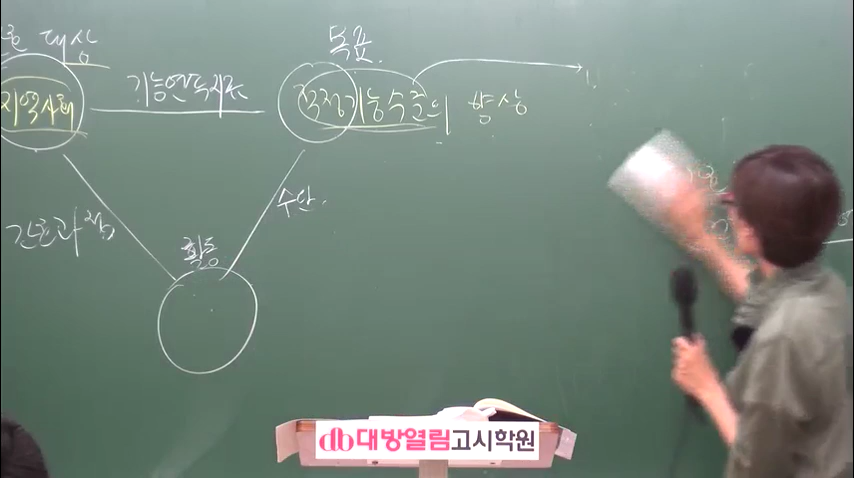 대상
목표
지역사회
기능연속지표
적정기능수준의 향상
간호과정
수단.
활동
대방열림고시학원